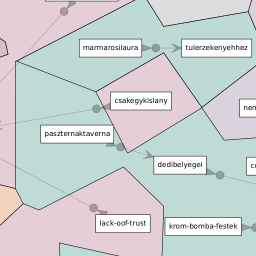 marmarosilaura
tulerzekenyehhez
csakegykislany
paszternaktaverna
dedibelyegei
lack-oof-trust
krom-bomba-festek